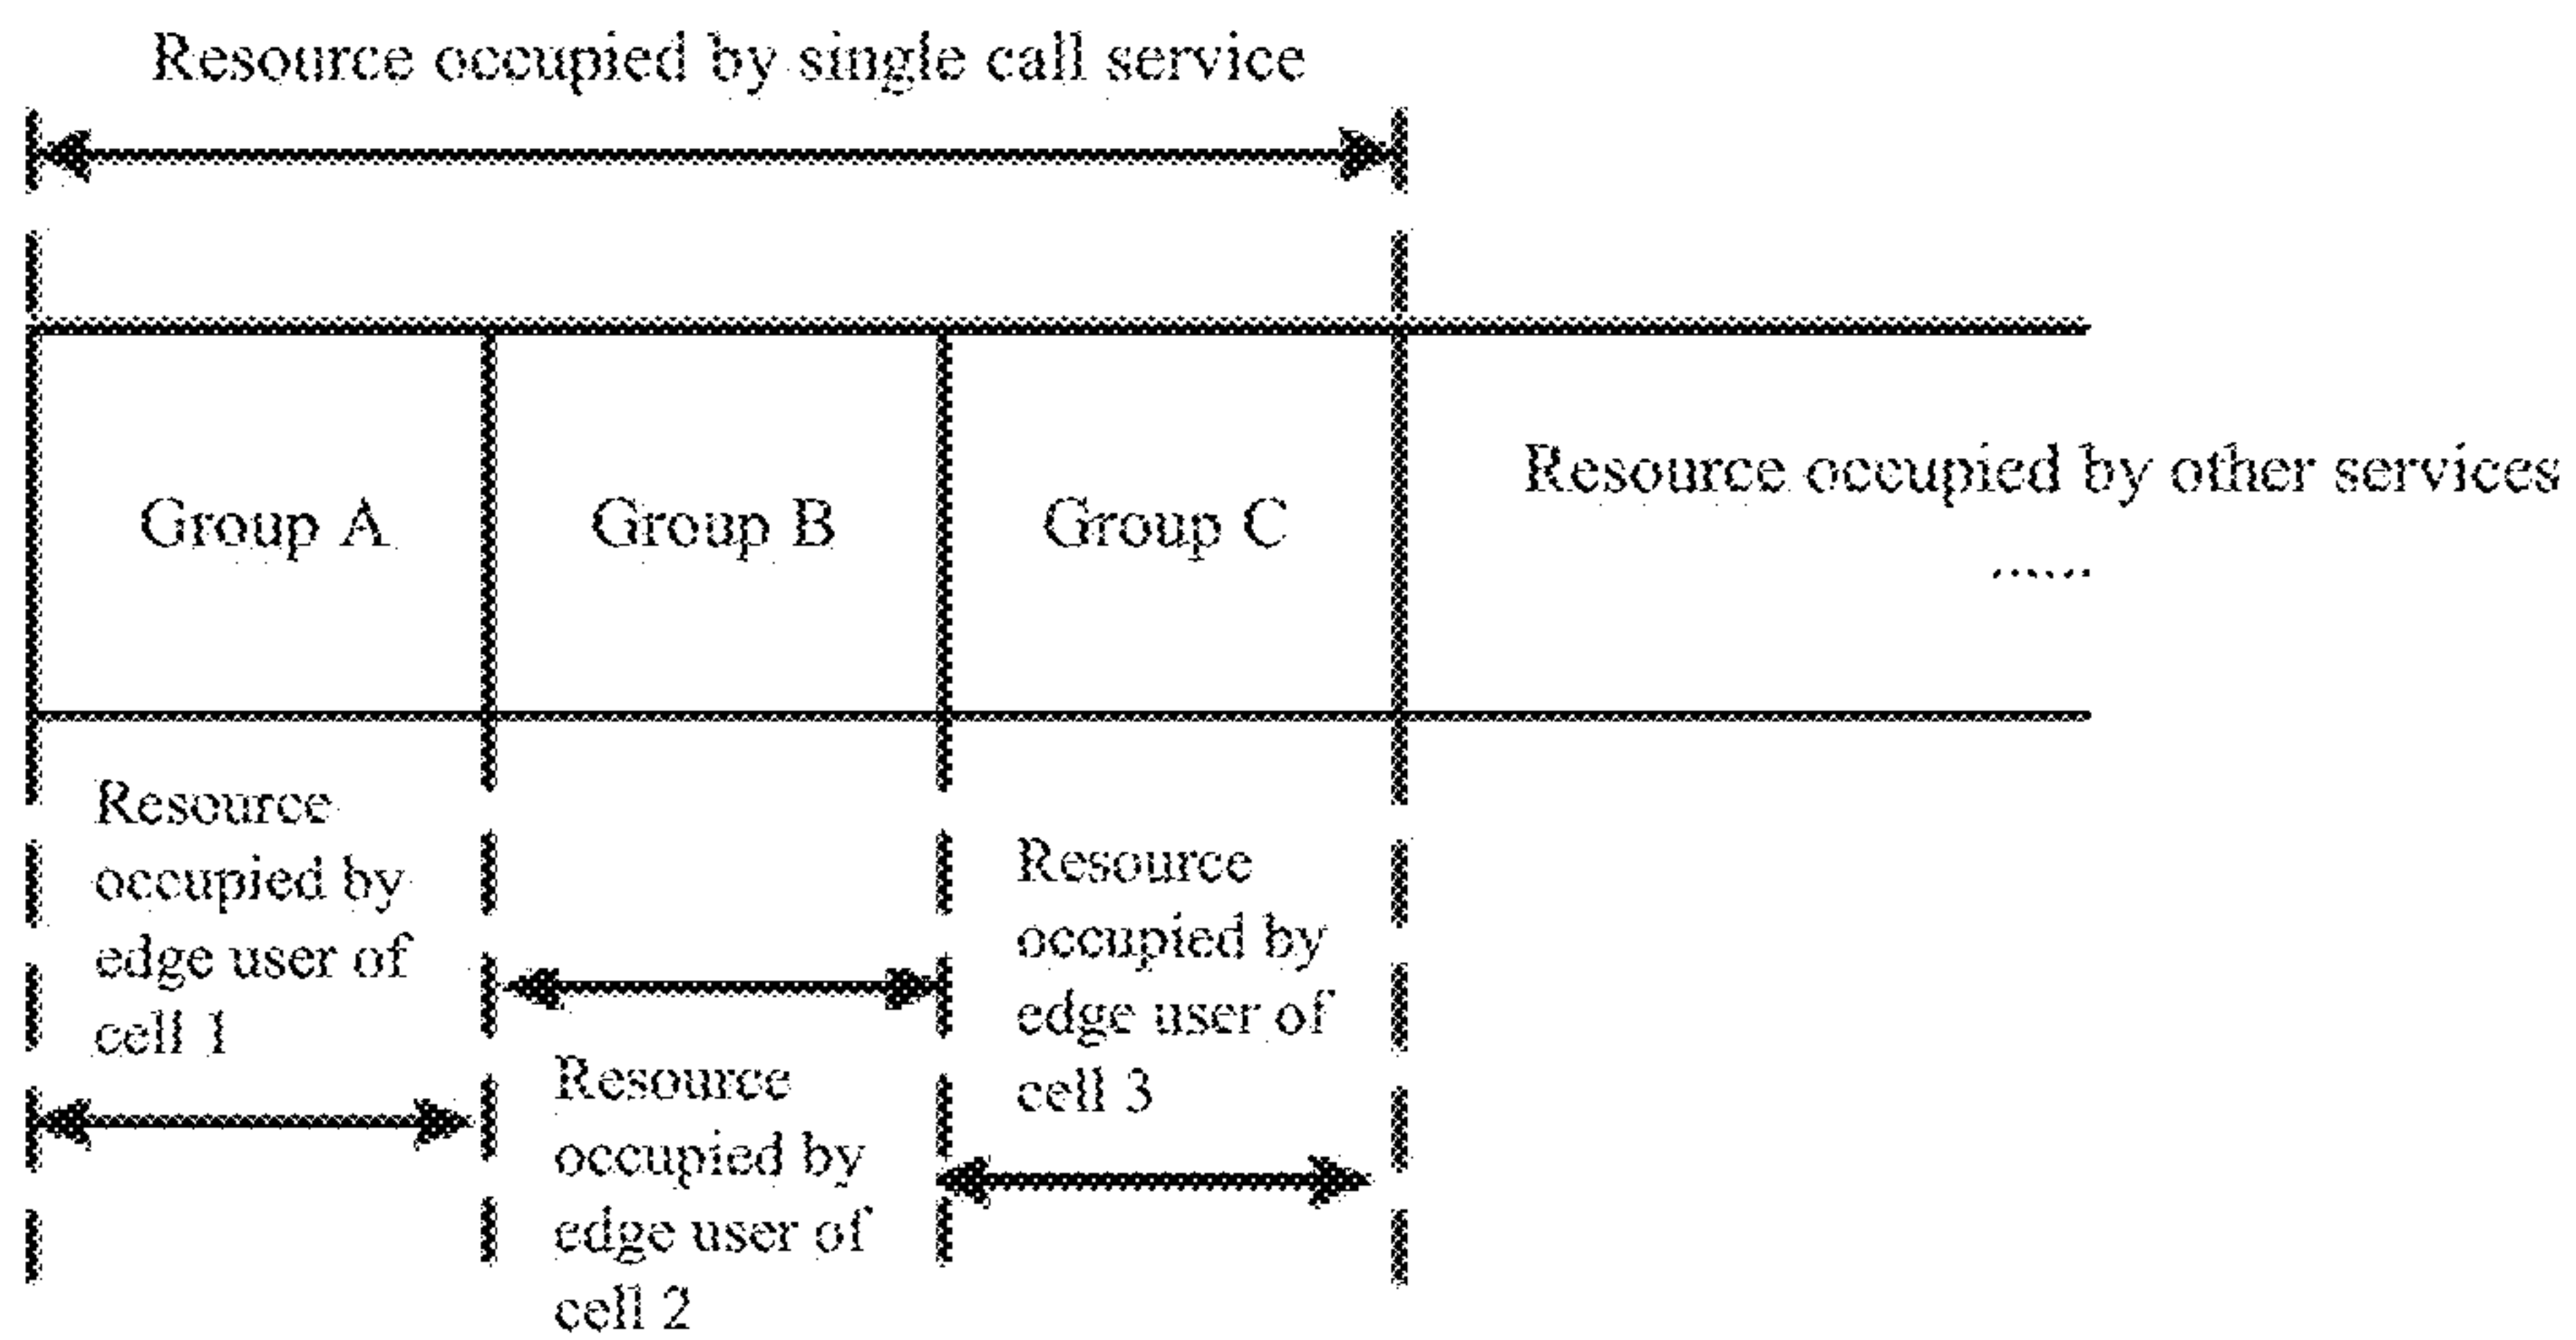 Resource occupied by single call service
Group A
Group B
Group C
Resource occupied by other services
......
Resource
occupied by
edge user of
cell 1
Resource
occupied by
edge user of
cell 2
Resource
occupied by
edge user of
cell 3